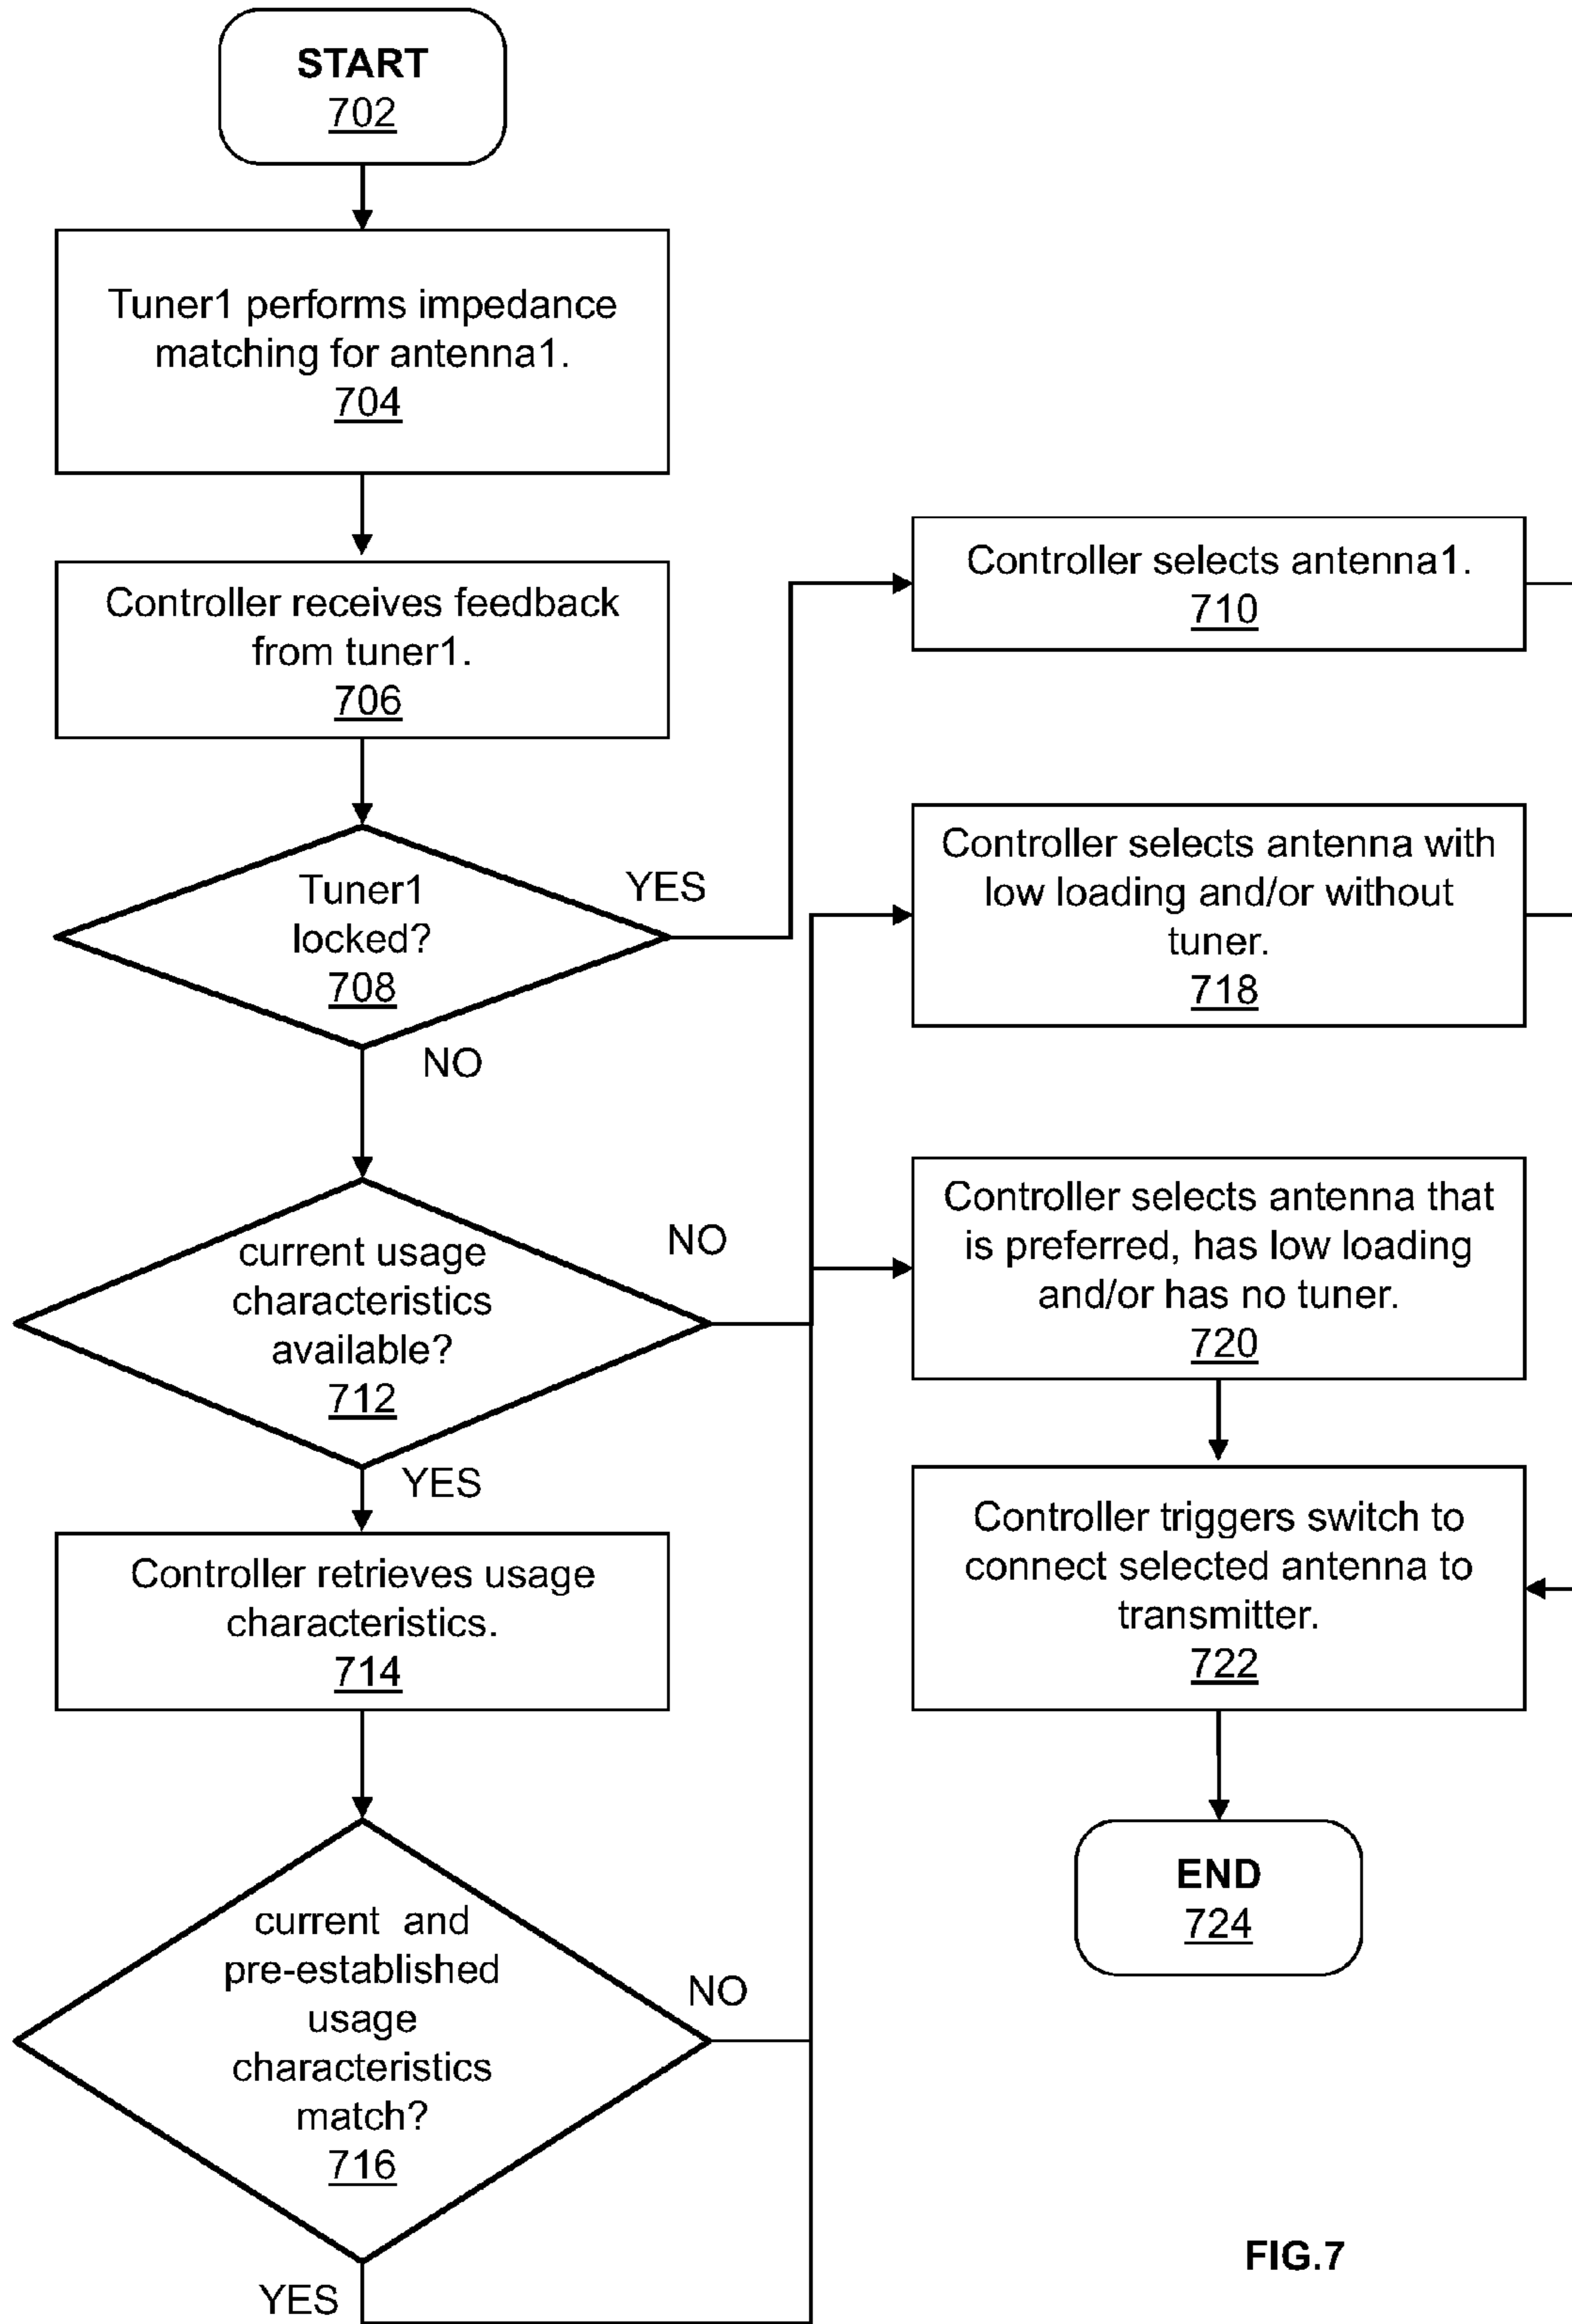 START
702
Tuner1 performs impedance
matching for antenna1.
704
Controller receives feedback
from tuner1.
706
Tuner1
locked?
708
YES
NO
current usage
characteristics
available?
712
NO
YES
Controller retrieves usage
characteristics.
714
current and
pre-established
usage
characteristics
match?
716
NO
YES
Controller selects antenna1.
710
Controller selects antenna with
low loading and/or without
tuner.
718
Controller selects antenna that
is preferred, has low loading
and/or has no tuner.
720
Controller triggers switch to
connect selected antenna to
transmitter.
722
END
724
FIG.7